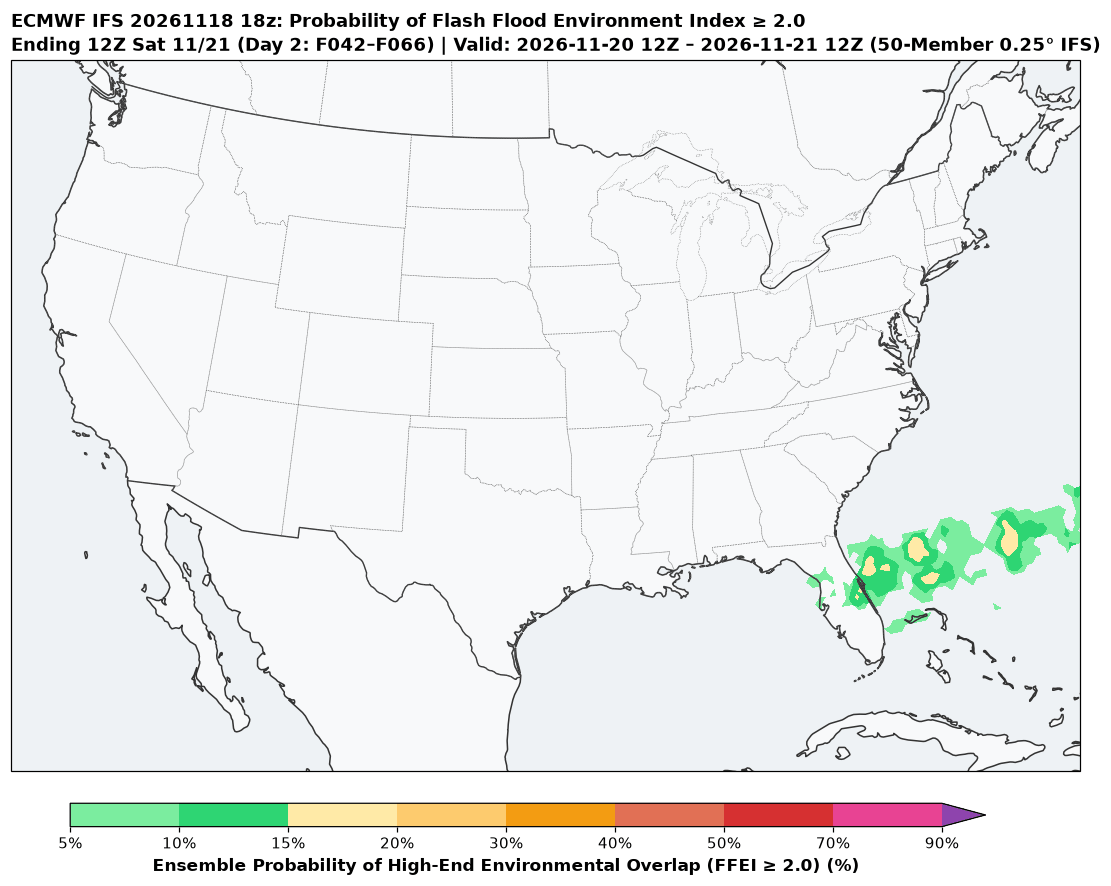 ECMWF IFS 20261118 18z: Probability of Flash Flood Environment Index ≥ 2.0
Ending 12Z Sat 11/21 (Day 2: F042–F066) | Valid: 2026-11-20 12Z – 2026-11-21 12Z (50-Member 0.25° IFS)
5% 10% 15% 20% 30% 40% 50% 70% 90%
Ensemble Probability of High-End Environmental Overlap (FFEI ≥ 2.0) (%)